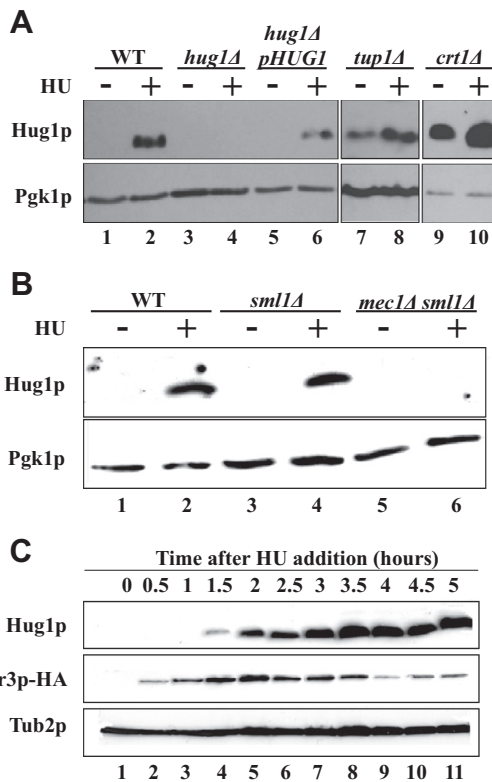 A
hug1Δ
WT hug1Δ pHUG1 tup1Δ crt1Δ
HU - + - + - + - + - +
Hug1p
Pgk1p
1 2 3 4 5 6 7 8 9 10
B
WT sml1Δ mec1Δ sml1Δ
HU - + - + - +
Hug1p
Pgk1p
1 2 3 4 5 6
C
Time after HU addition (hours)
0 0.5 1 1.5 2 2.5 3 3.5 4 4.5 5
Hug1p
r3p-HA
Tub2p
1 2 3 4 5 6 7 8 9 10 11